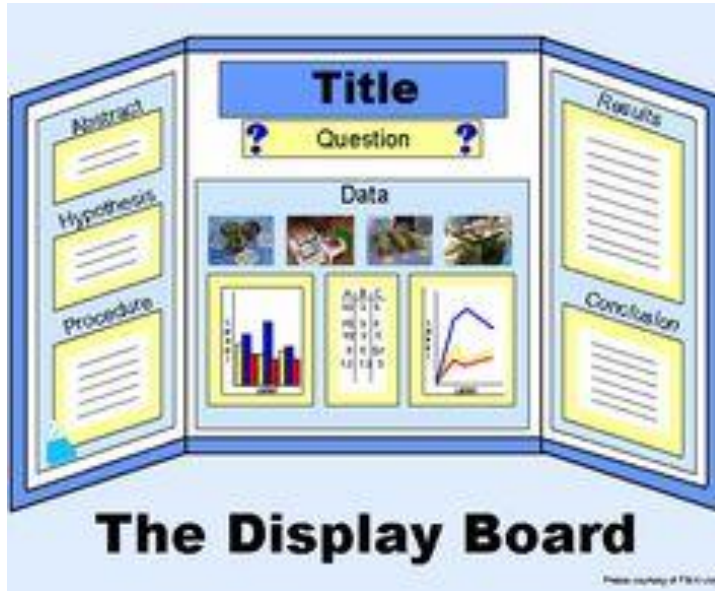 Title
? Question ?
Abstract
Hypothesis
Procedure
Data
A B C
Results
Conclusion
The Display Board